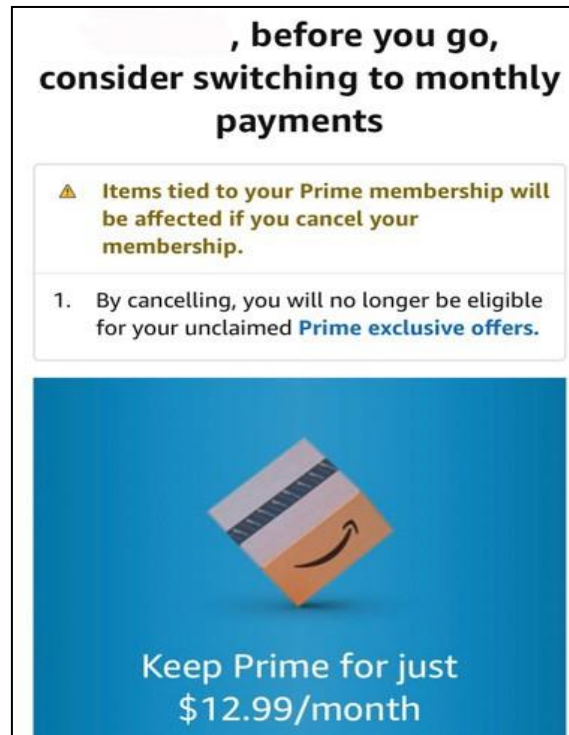 , before you go,
consider switching to monthly
payments
Items tied to your Prime membership will
be affected if you cancel your
membership.
1. By cancelling, you will no longer be eligible
for your unclaimed Prime exclusive offers.
Keep Prime for just
$12.99/month